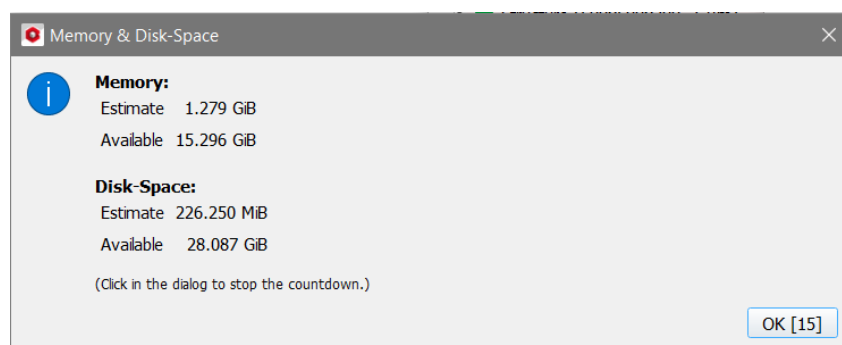 Memory & Disk-Space
Memory:
Estimate 1.279 GiB
Available 15.296 GiB
Disk-Space:
Estimate 226.250 MiB
Available 28.087 GiB
(Click in the dialog to stop the countdown.)
OK [15]